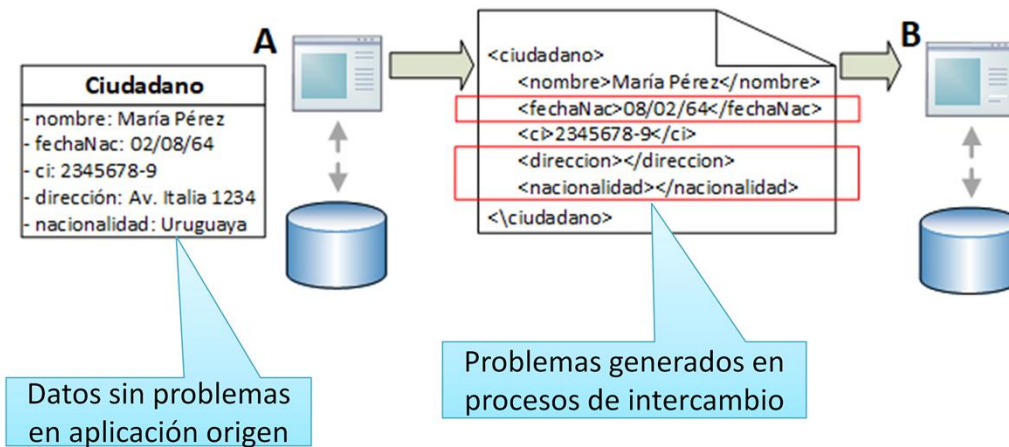 A
Ciudadano
- nombre: María Pérez
- fechaNac: 02/08/64
- ci: 2345678-9
- dirección: Av. Italia 1234
- nacionalidad: Uruguaya
<ciudadano>
<nombre>María Pérez</nombre>
<fechaNac>08/02/64</fechaNac>
<ci>2345678-9</ci>
<direccion></direccion>
<nacionalidad></nacionalidad>
<\ciudadano>
B
Datos sin problemas
en aplicación origen
Problemas generados en
procesos de intercambio